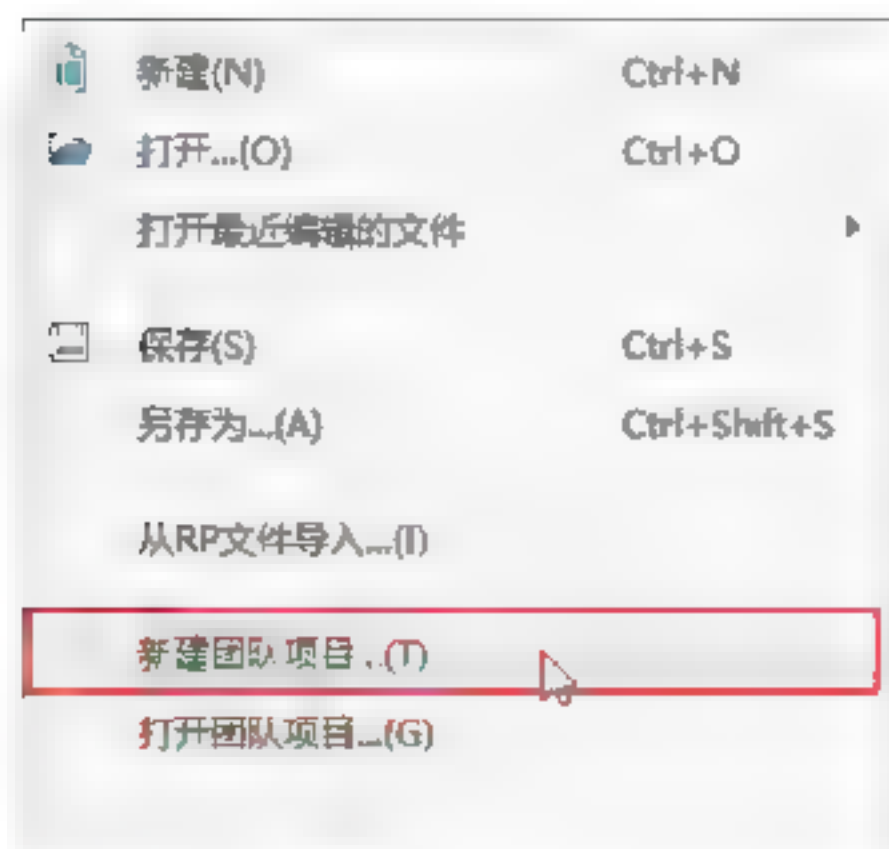 新建(N) Ctrl+N
打开...(O) Ctrl+O
打开最近编辑的文件
保存(S) Ctrl+S
另存为...(A) Ctrl+Shift+S
从RP文件导入...(I)
新建团队项目...(T)
打开团队项目...(G)